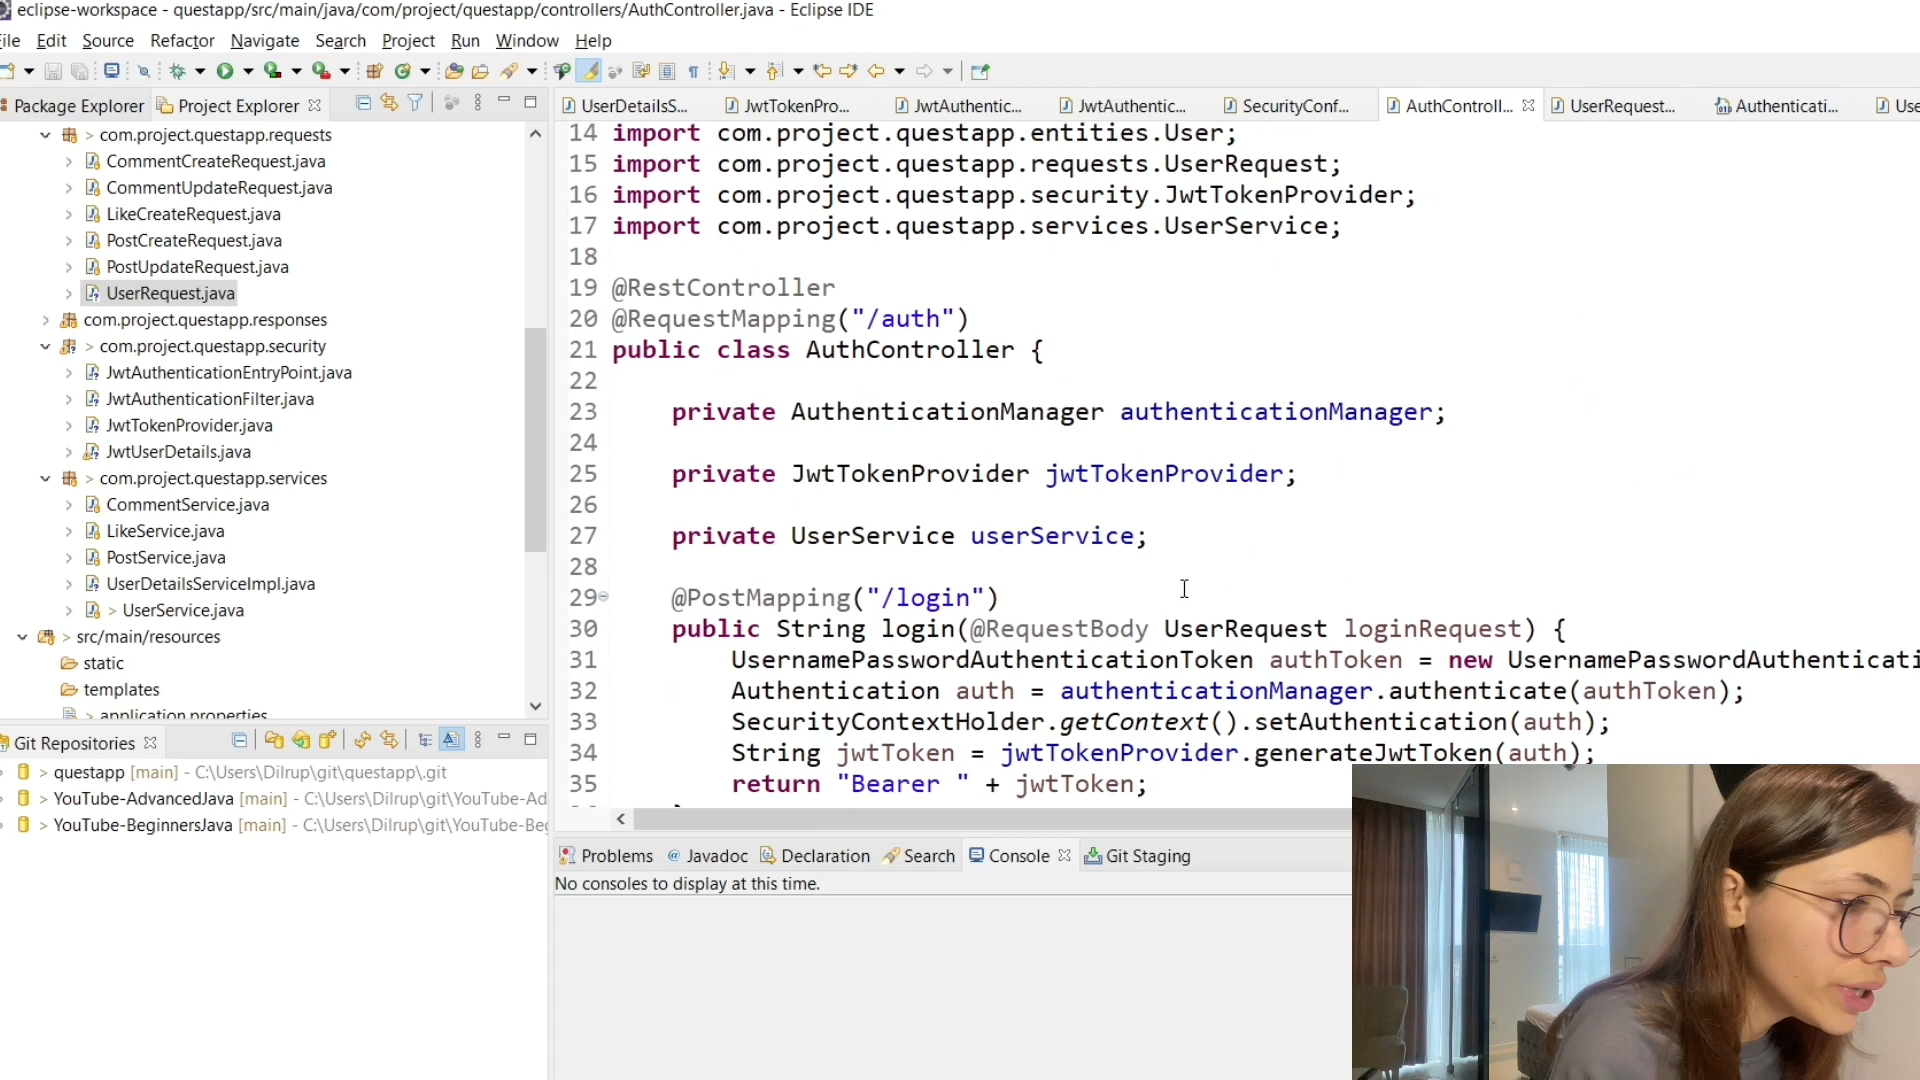 eclipse-workspace - questapp/src/main/java/com/project/questapp/controllers/AuthController.java - Eclipse IDE
File Edit Source Refactor Navigate Search Project Run Window Help
Package Explorer Project Explorer
> com.project.questapp.requests
CommentCreateRequest.java
CommentUpdateRequest.java
LikeCreateRequest.java
PostCreateRequest.java
PostUpdateRequest.java
UserRequest.java
com.project.questapp.responses
> com.project.questapp.security
JwtAuthenticationEntryPoint.java
JwtAuthenticationFilter.java
JwtTokenProvider.java
JwtUserDetails.java
> com.project.questapp.services
CommentService.java
LikeService.java
PostService.java
UserDetailsServiceImpl.java
> UserService.java
> src/main/resources
static
templates
> application.properties
Git Repositories
> questapp [main] - C:\Users\Dilrup\git\questapp\.git
> YouTube-AdvancedJava [main] - C:\Users\Dilrup\git\YouTube-Ad
> YouTube-BeginnersJava [main] - C:\Users\Dilrup\git\YouTube-Beg
UserDetailsS... JwtTokenPro... JwtAuthentic... JwtAuthentic... SecurityConf... AuthControll... UserRequest... Authenticati... Use
14 import com.project.questapp.entities.User;
15 import com.project.questapp.requests.UserRequest;
16 import com.project.questapp.security.JwtTokenProvider;
17 import com.project.questapp.services.UserService;
18
19 @RestController
20 @RequestMapping("/auth")
21 public class AuthController {
22
23 private AuthenticationManager authenticationManager;
24
25 private JwtTokenProvider jwtTokenProvider;
26
27 private UserService userService;
28
29 @PostMapping("/login")
30 public String login(@RequestBody UserRequest loginRequest) {
31 UsernamePasswordAuthenticationToken authToken = new UsernamePasswordAuthenticati
32 Authentication auth = authenticationManager.authenticate(authToken);
33 SecurityContextHolder.getContext().setAuthentication(auth);
34 String jwtToken = jwtTokenProvider.generateJwtToken(auth);
35 return "Bearer " + jwtToken;
Problems @ Javadoc Declaration Search Console Git Staging
No consoles to display at this time.